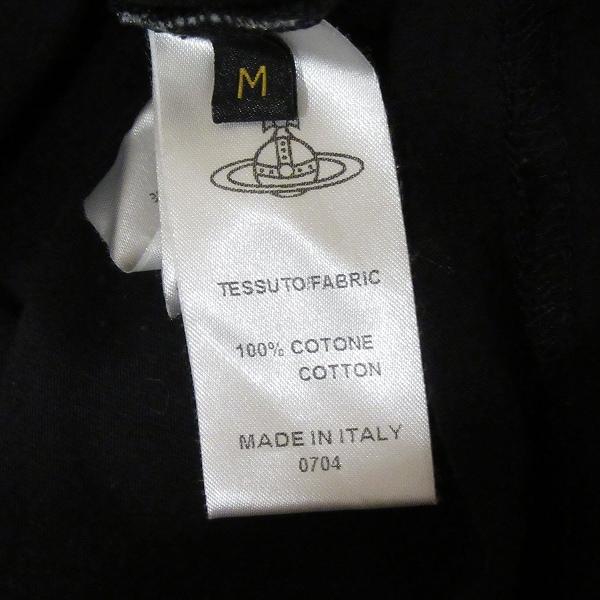 M
TESSUTO/FABRIC
100% COTONE
COTTON
MADE IN ITALY
0704